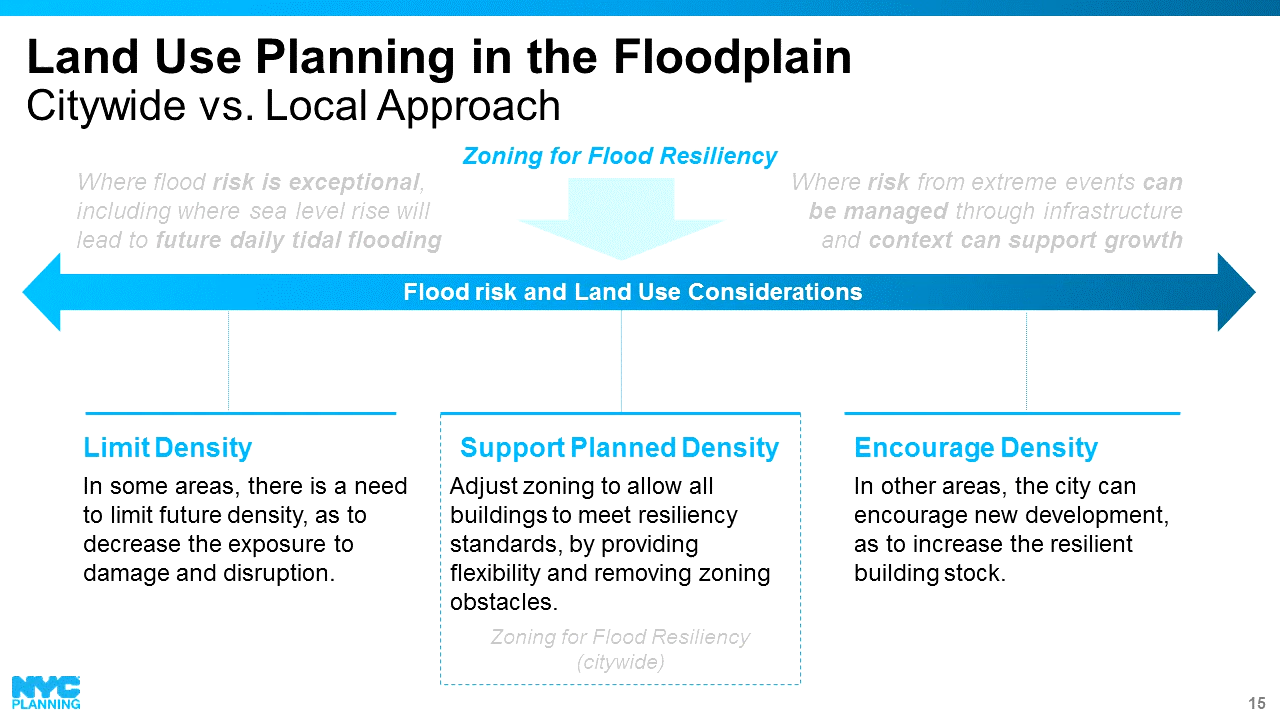 Land Use Planning in the Floodplain
Citywide vs. Local Approach
Zoning for Flood Resiliency
Where flood risk is exceptional,
including where sea level rise will
lead to future daily tidal flooding
Where risk from extreme events can
be managed through infrastructure
and context can support growth
Flood risk and Land Use Considerations
Limit Density
In some areas, there is a need
to limit future density, as to
decrease the exposure to
damage and disruption.
Support Planned Density
Adjust zoning to allow all
buildings to meet resiliency
standards, by providing
flexibility and removing zoning
obstacles.
Zoning for Flood Resiliency
(citywide)
Encourage Density
In other areas, the city can
encourage new development,
as to increase the resilient
building stock.
NYC
PLANNING
15